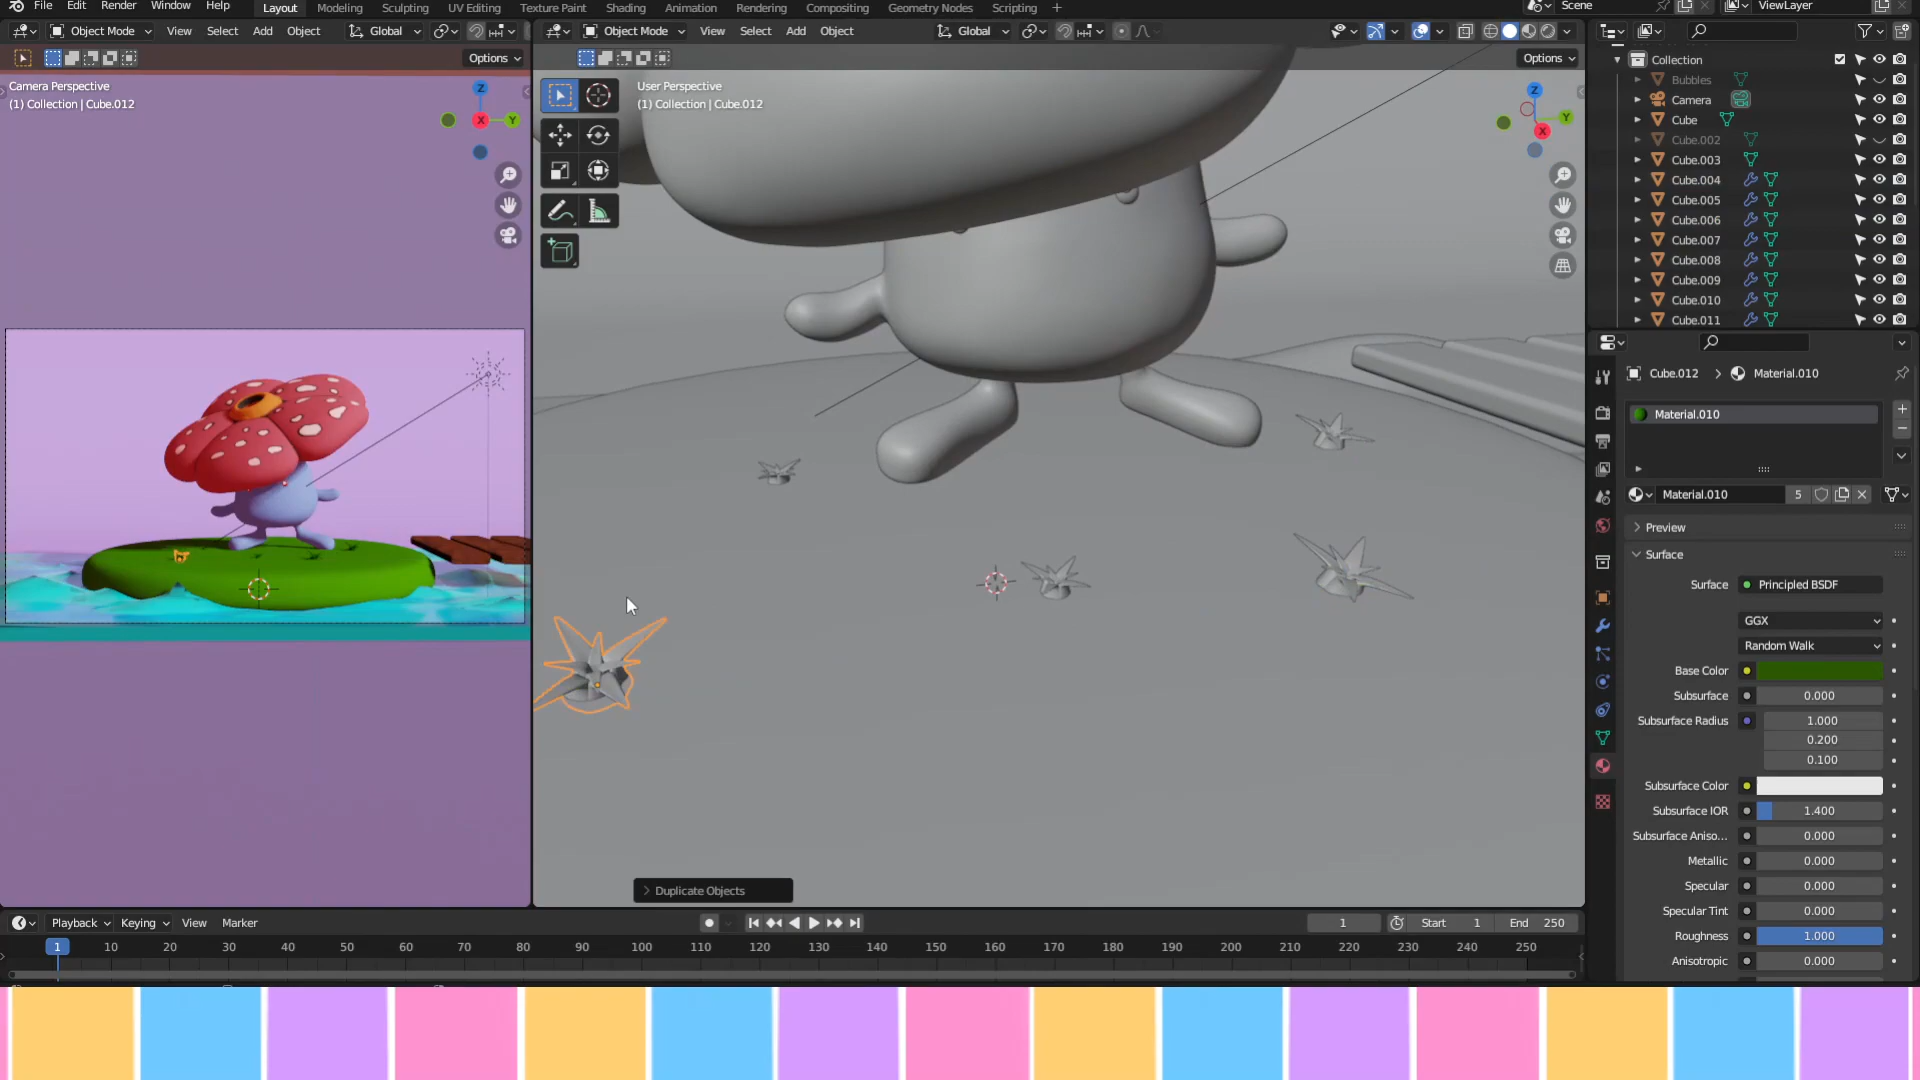 File Edit Render Window Help Layout Modeling Sculpting UV Editing Texture Paint Shading Animation Rendering Compositing Geometry Nodes Scripting + Scene ViewLayer
Object Mode View Select Add Object Global
Object Mode View Select Add Object Global
Options
Options
Camera Perspective
(1) Collection | Cube.012
Z
X
Y
User Perspective
(1) Collection | Cube.012
Z
Y
X
Collection
Bubbles
Camera
Cube
Cube.002
Cube.003
Cube.004
Cube.005
Cube.006
Cube.007
Cube.008
Cube.009
Cube.010
Cube.011
Cube.012 > Material.010
Material.010
Material.010 5
Preview
Surface
Surface Principled BSDF
GGX
Random Walk
Base Color
Subsurface 0.000
Subsurface Radius 1.000
0.200
0.100
Subsurface Color
Subsurface IOR 1.400
Subsurface Aniso... 0.000
Metallic 0.000
Specular 0.000
Specular Tint 0.000
Roughness 1.000
Anisotropic 0.000
Duplicate Objects
Playback Keying View Marker 1 Start 1 End 250
1 10 20 30 40 50 60 70 80 90 100 110 120 130 140 150 160 170 180 190 200 210 220 230 240 250